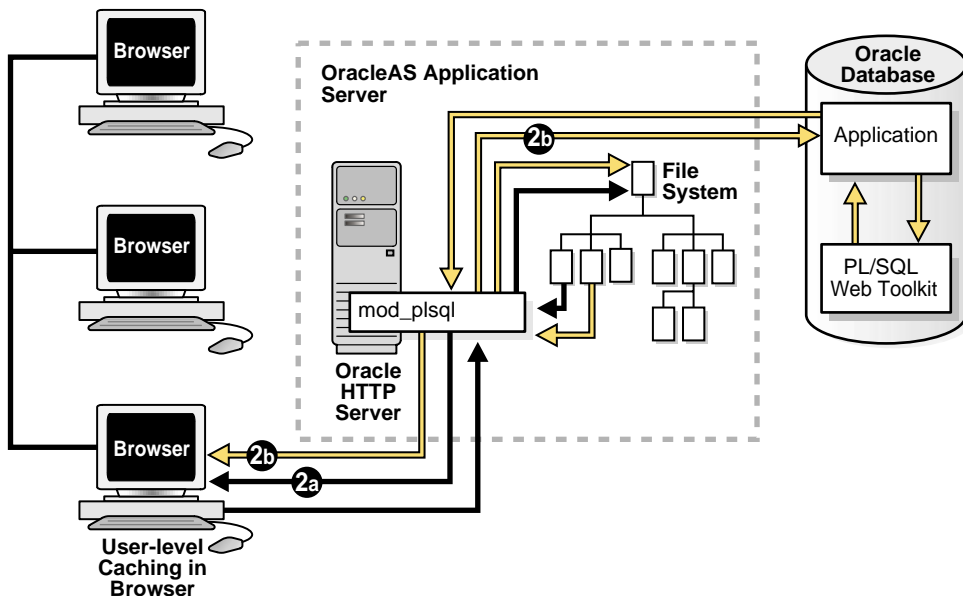 Browser
OracleAS Application
Server
Oracle
Database
2b
Application
File
System
Browser
PL/SQL
Web Toolkit
mod_plsql
Oracle
HTTP
Server
Browser
2b
2a
User-level
Caching in
Browser